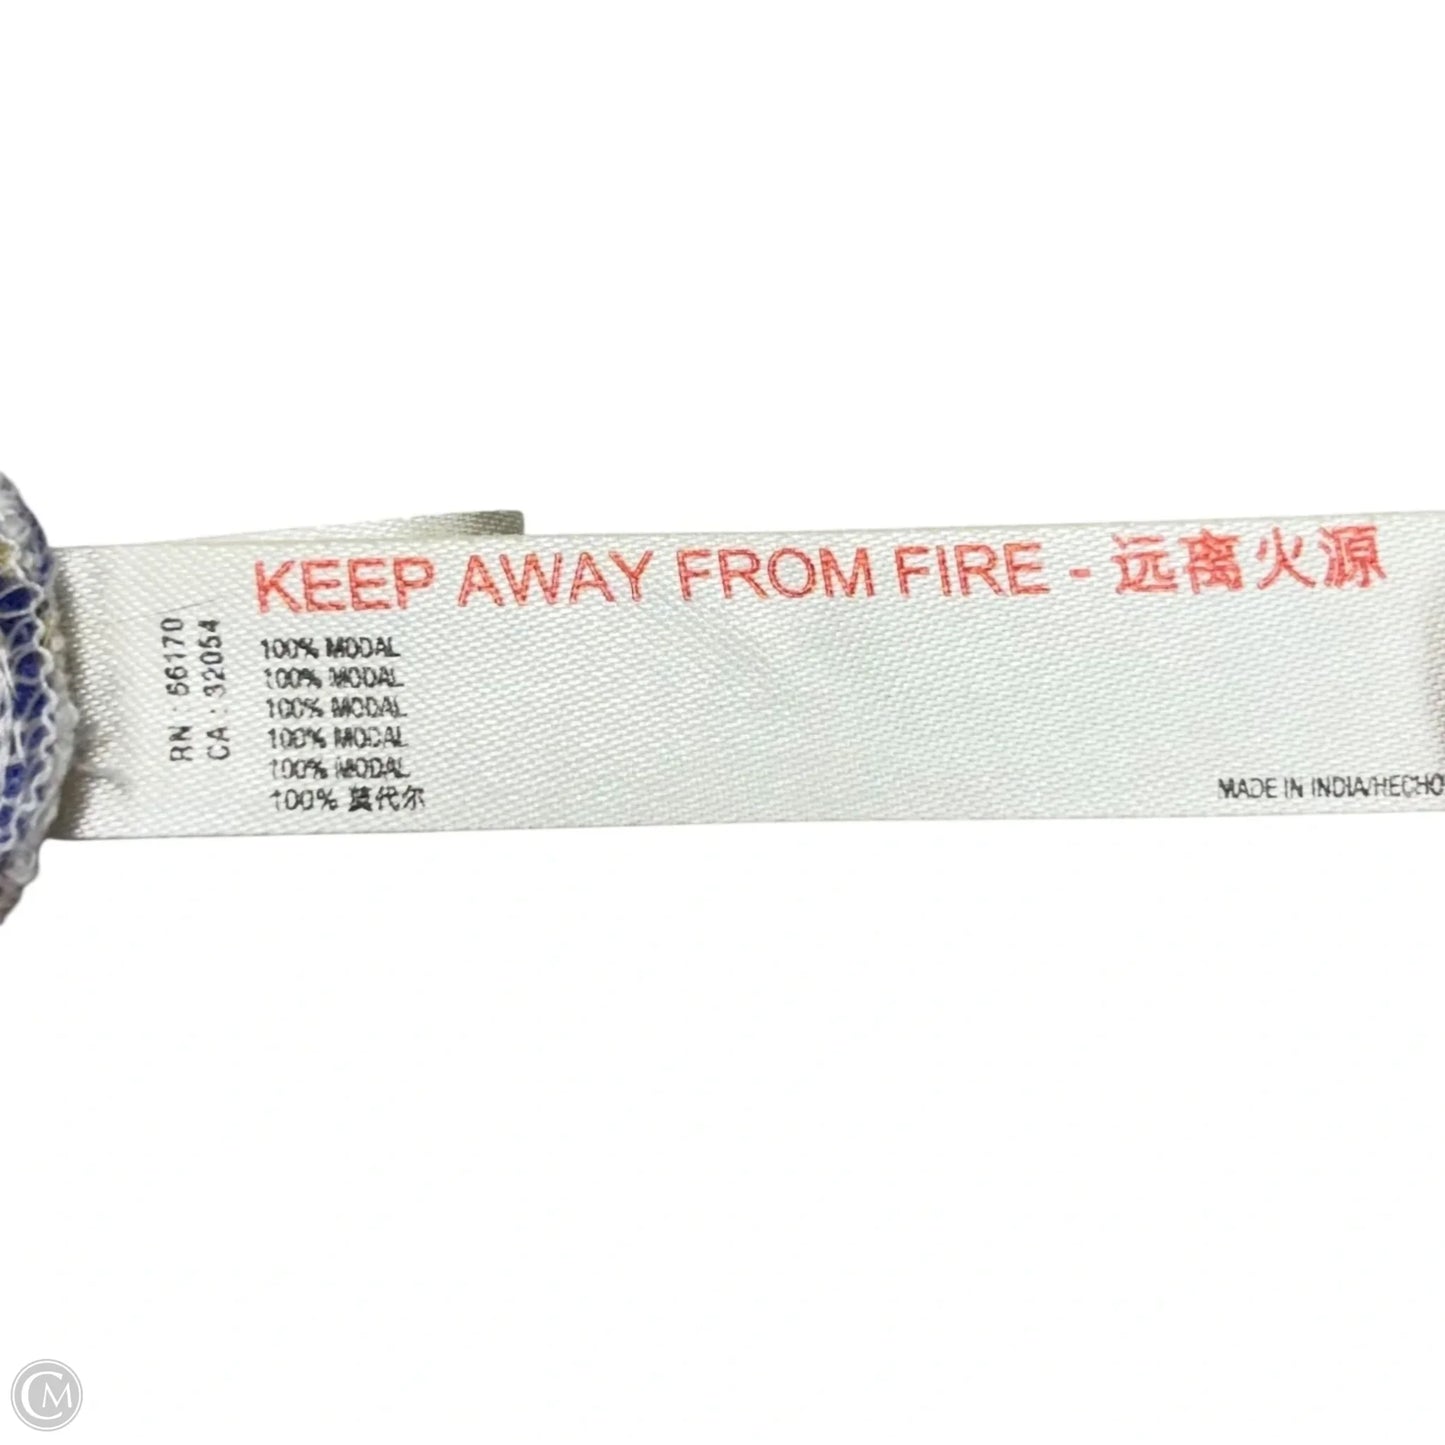 KEEP AWAY FROM FIRE - 远离火源
RN : 56170
CA : 32054
100% MODAL
100% MODAL
100% MODAL
100% MODAL
100% MODAL
100% 莫代尔
MADE IN INDIA/HECHO
CM